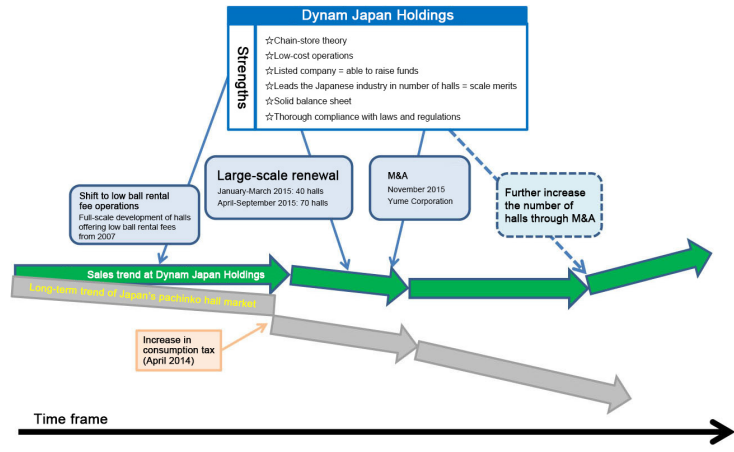 Dynam Japan Holdings
Strengths
☆Chain-store theory
☆Low-cost operations
☆Listed company = able to raise funds
☆Leads the Japanese industry in number of halls = scale merits
☆Solid balance sheet
☆Thorough compliance with laws and regulations
Shift to low ball rental
fee operations
Full-scale development of halls
offering low ball rental fees
from 2007
Large-scale renewal
January-March 2015: 40 halls
April-September 2015: 70 halls
M&A
November 2015
Yume Corporation
Further increase
the number of
halls through M&A
Sales trend at Dynam Japan Holdings
Long-term trend of Japan's pachinko hall market
Increase in
consumption tax
(April 2014)
Time frame